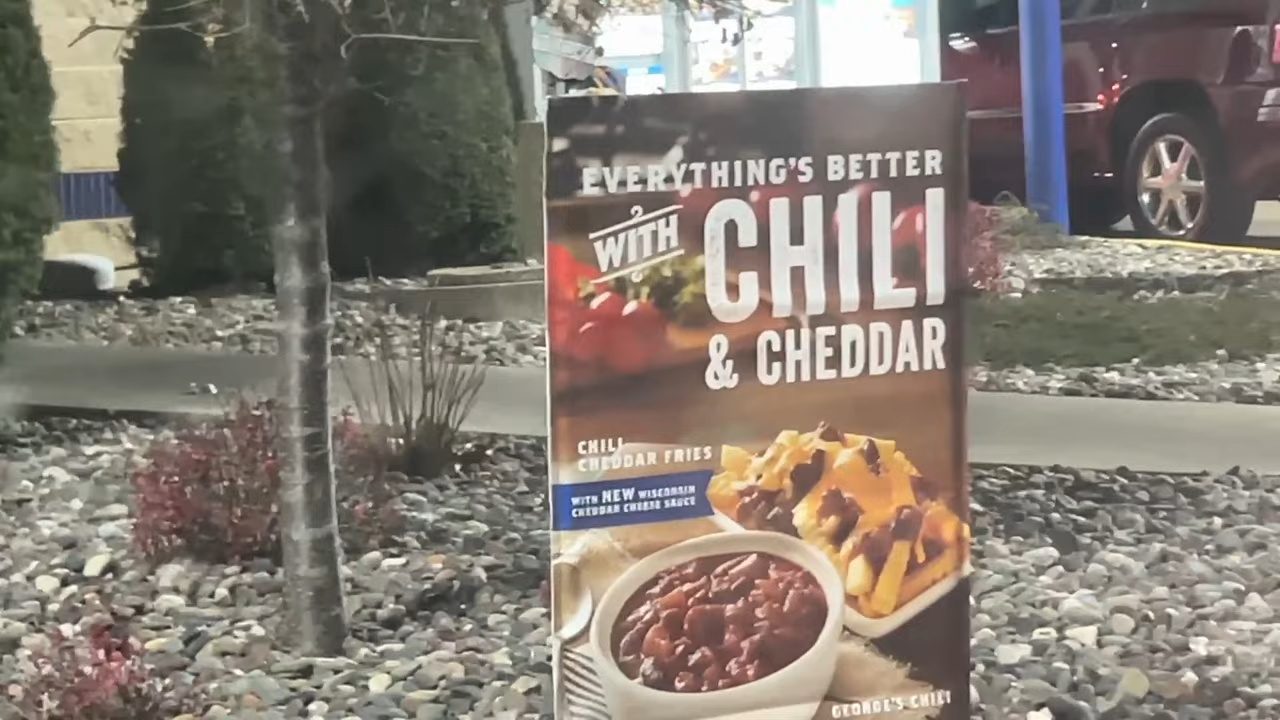 EVERYTHING'S BETTER
WITH CHILI
& CHEDDAR
CHILI
CHEDDAR FRIES
WITH NEW WISCONSIN
CHEDDAR CHEESE SAUCE
GEORGE'S CHILI